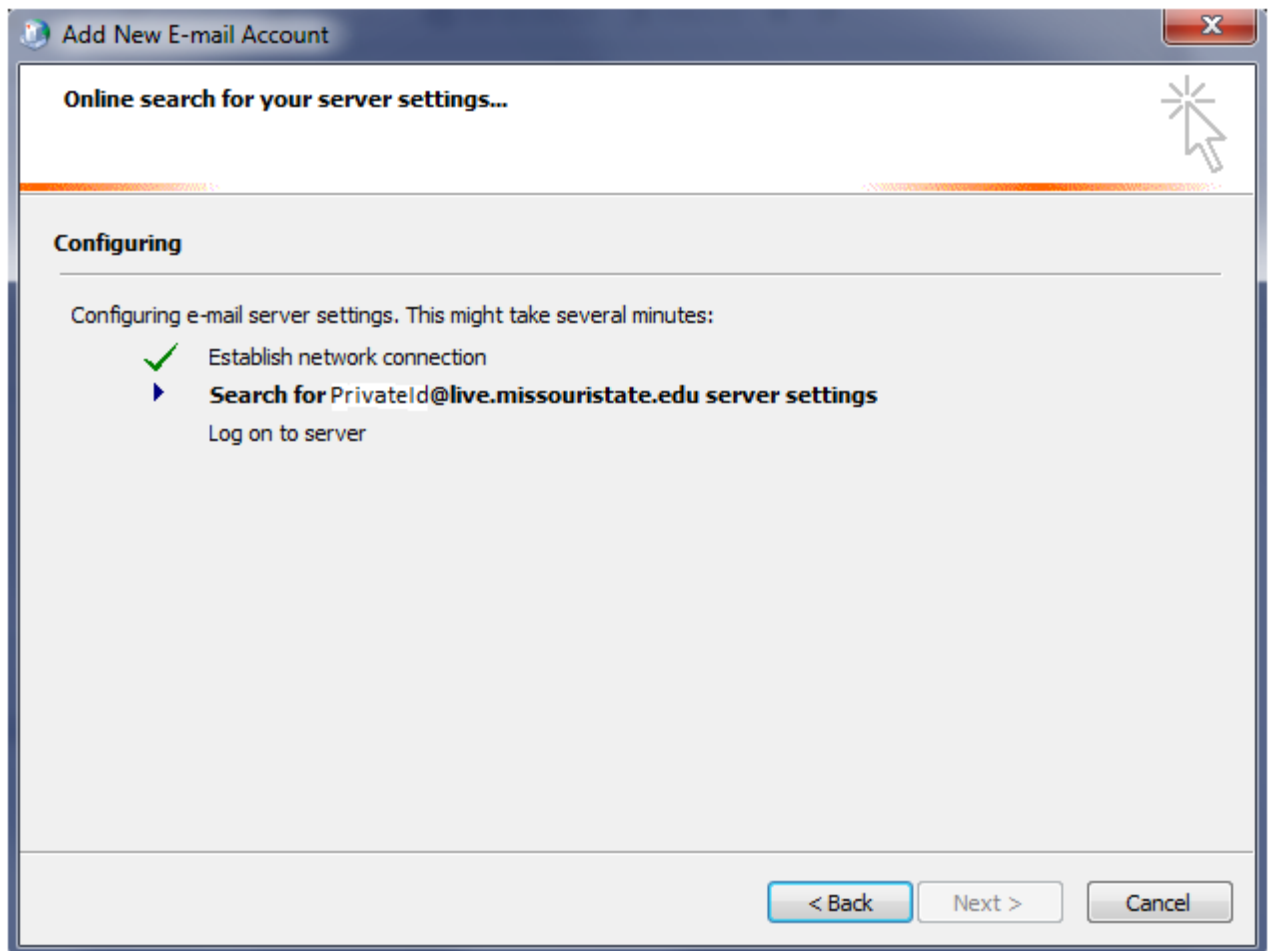 Add New E-mail Account
Online search for your server settings...
Configuring
Configuring e-mail server settings. This might take several minutes:
Establish network connection
Search for PrivateId@live.missouristate.edu server settings
Log on to server
< Back Next > Cancel